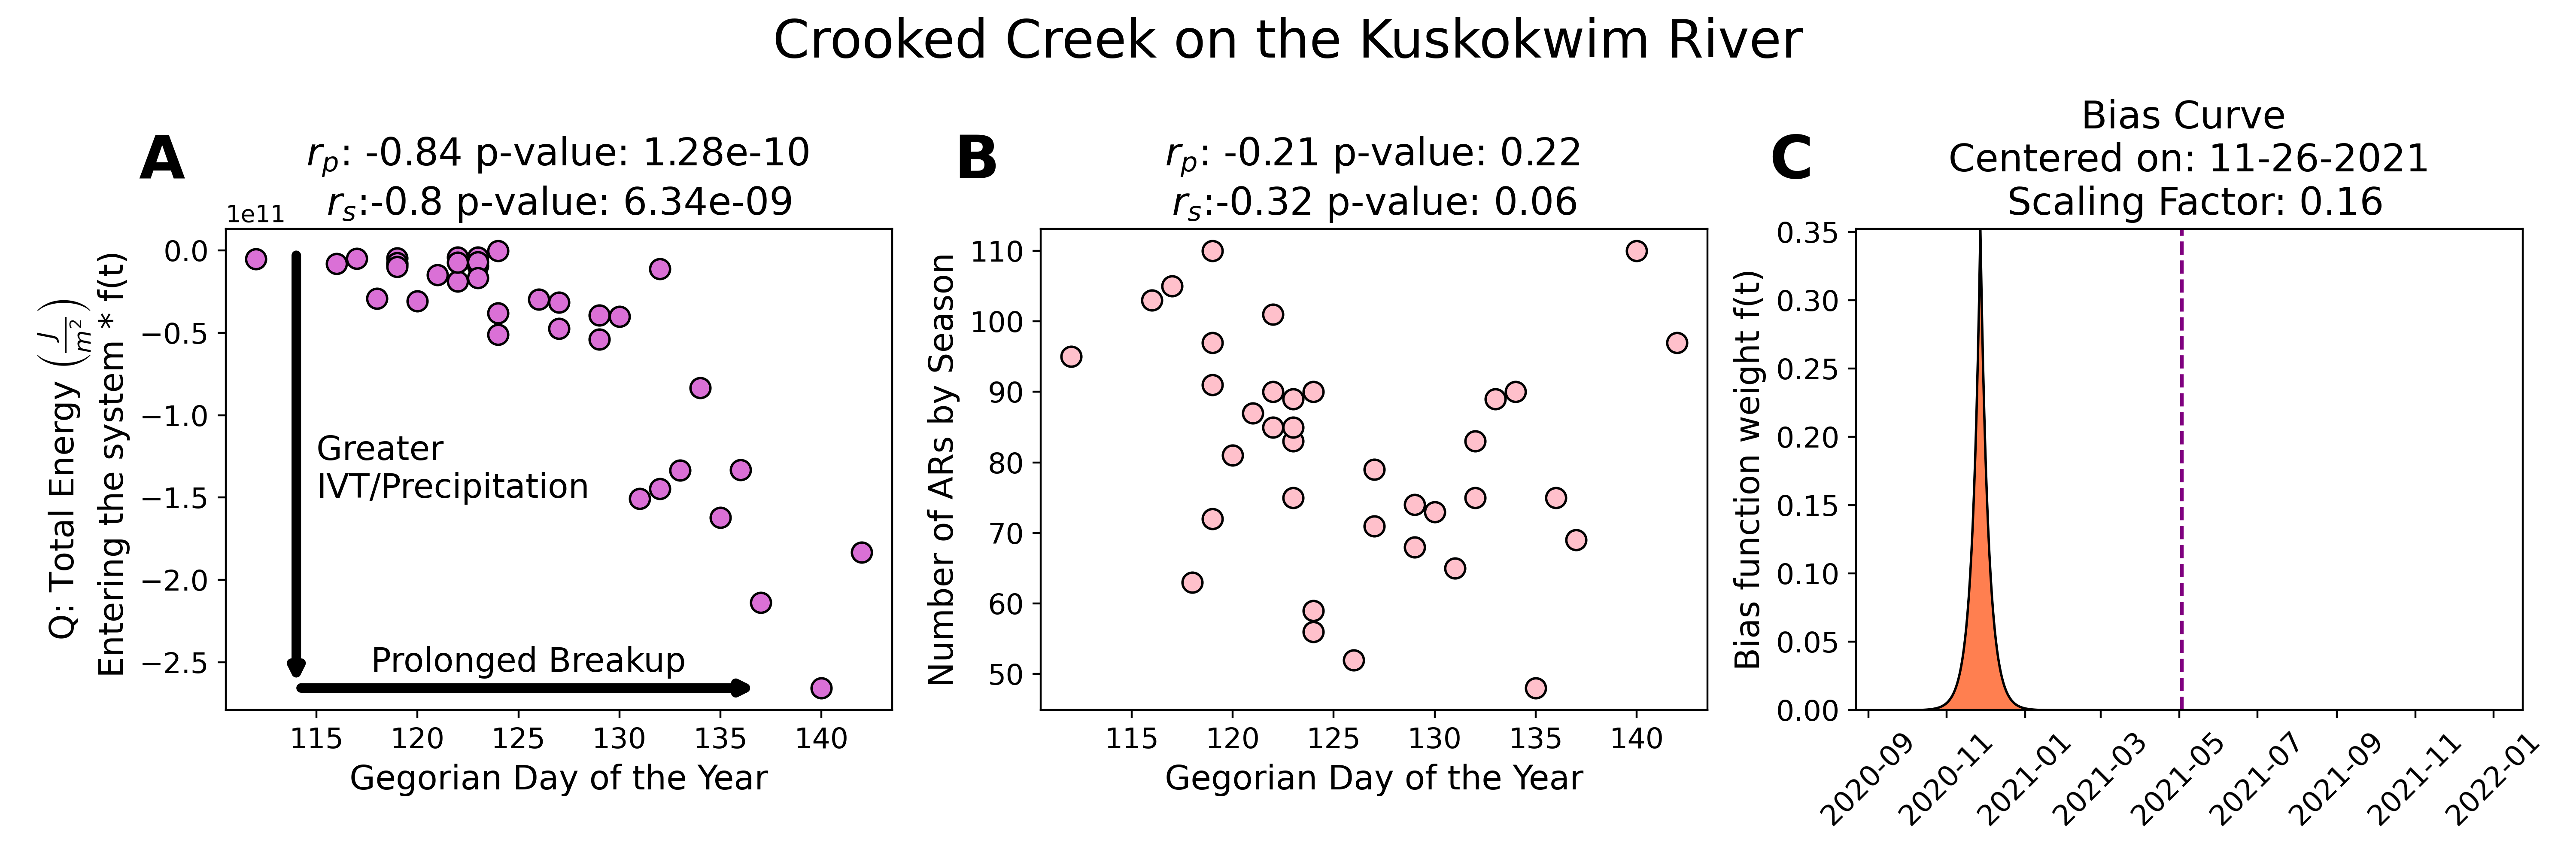 Crooked Creek on the Kuskokwim River
A
r_p: -0.84 p-value: 1.28e-10
r_s:-0.8 p-value: 6.34e-09
1e11
Q: Total Energy (J/m²)
Entering the system * f(t)
0.0
−0.5
−1.0
−1.5
−2.0
−2.5
Greater
IVT/Precipitation
Prolonged Breakup
115 120 125 130 135 140
Gegorian Day of the Year
B
r_p: -0.21 p-value: 0.22
r_s:-0.32 p-value: 0.06
Number of ARs by Season
110
100
90
80
70
60
50
115 120 125 130 135 140
Gegorian Day of the Year
C
Bias Curve
Centered on: 11-26-2021
Scaling Factor: 0.16
Bias function weight f(t)
0.35
0.30
0.25
0.20
0.15
0.10
0.05
0.00
2020-09 2020-11 2021-01 2021-03 2021-05 2021-07 2021-09 2021-11 2022-01